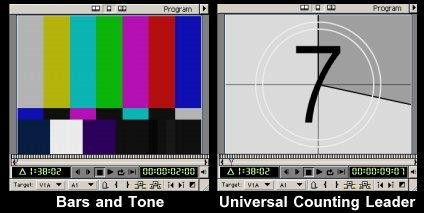 Program
Program
7
Δ 1:38:02
00:00:02:00
Δ 1:38:02
00:00:09:07
Target: V1A A1
Target: V1A A1
Bars and Tone
Universal Counting Leader